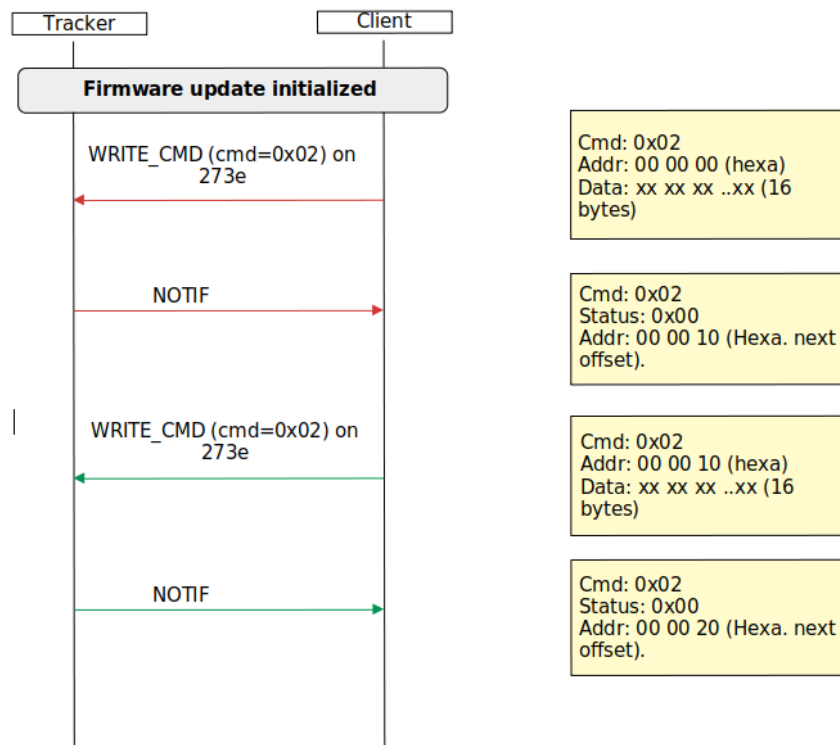 Tracker
Client
Firmware update initialized
WRITE_CMD (cmd=0x02) on
273e
Cmd: 0x02
Addr: 00 00 00 (hexa)
Data: xx xx xx ..xx (16
bytes)
NOTIF
Cmd: 0x02
Status: 0x00
Addr: 00 00 10 (Hexa. next
offset).
WRITE_CMD (cmd=0x02) on
273e
Cmd: 0x02
Addr: 00 00 10 (hexa)
Data: xx xx xx ..xx (16
bytes)
NOTIF
Cmd: 0x02
Status: 0x00
Addr: 00 00 20 (Hexa. next
offset).